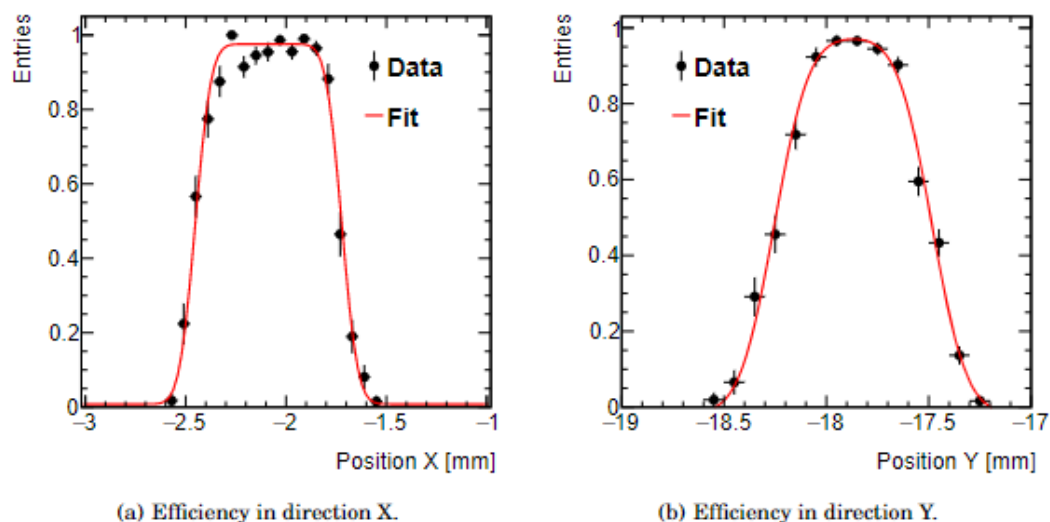 Entries
1
0.8
0.6
0.4
0.2
0
Data
Fit
−3
−2.5
−2
−1.5
−1
Position X [mm]
(a) Efficiency in direction X.
Entries
1
0.8
0.6
0.4
0.2
0
Data
Fit
−19
−18.5
−18
−17.5
−17
Position Y [mm]
(b) Efficiency in direction Y.